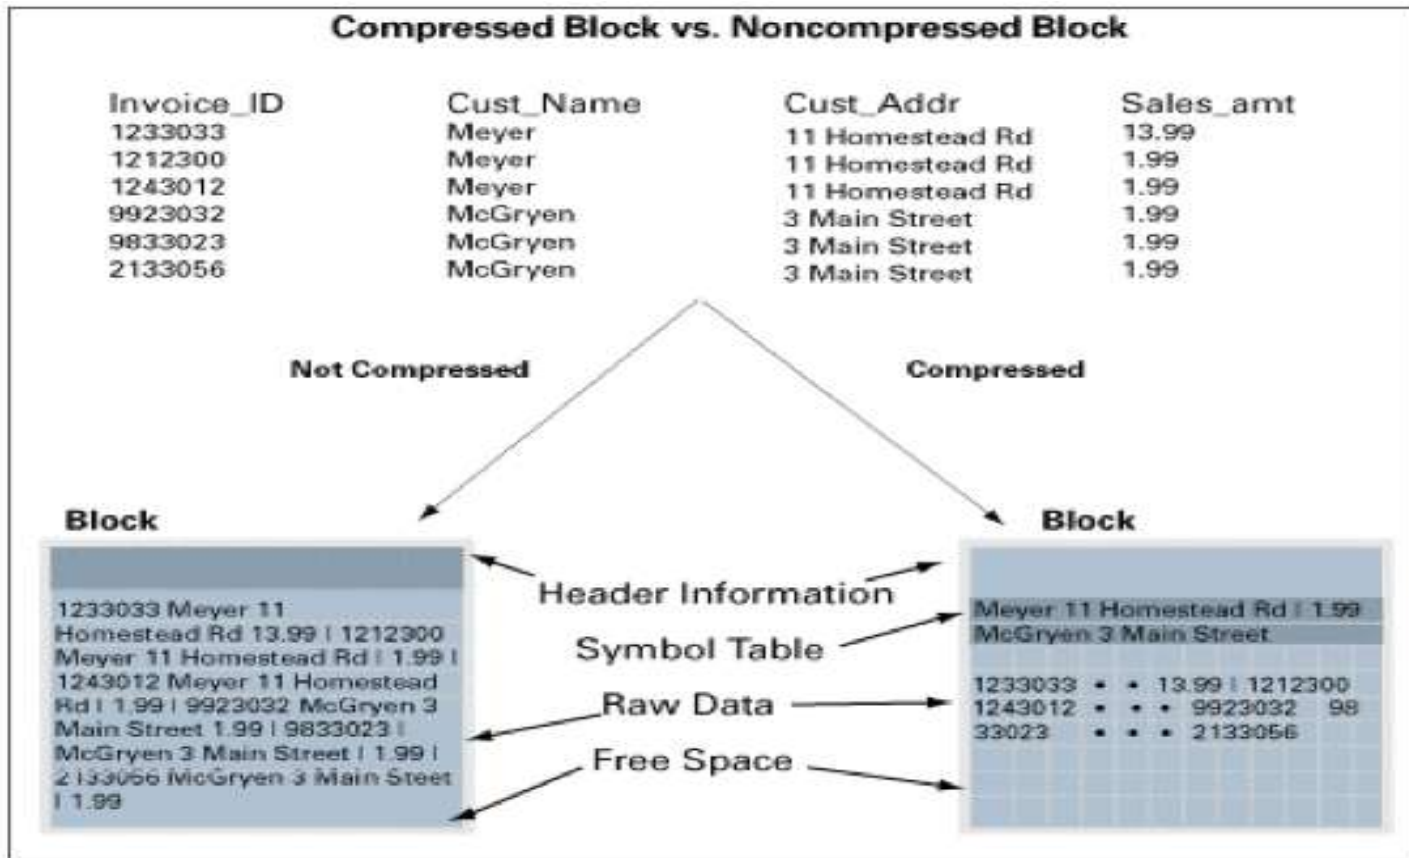 Compressed Block vs. Noncompressed Block
Invoice_ID Cust_Name Cust_Addr Sales_amt
1233033 Meyer 11 Homestead Rd 13.99
1212300 Meyer 11 Homestead Rd 1.99
1243012 Meyer 11 Homestead Rd 1.99
9923032 McGryen 3 Main Street 1.99
9833023 McGryen 3 Main Street 1.99
2133056 McGryen 3 Main Street 1.99
Not Compressed
Compressed
Block
1233033 Meyer 11
Homestead Rd 13.99 | 1212300
Meyer 11 Homestead Rd | 1.99 |
1243012 Meyer 11 Homestead
Rd | 1.99 | 9923032 McGryen 3
Main Street 1.99 | 9833023 |
McGryen 3 Main Street | 1.99 |
2133056 McGryen 3 Main Steet
| 1.99
Header Information
Symbol Table
Raw Data
Free Space
Block
Meyer 11 Homestead Rd | 1.99
McGryen 3 Main Street
1233033 • • 13.99 | 1212300
1243012 • • • 9923032 98
33023 • • • 2133056